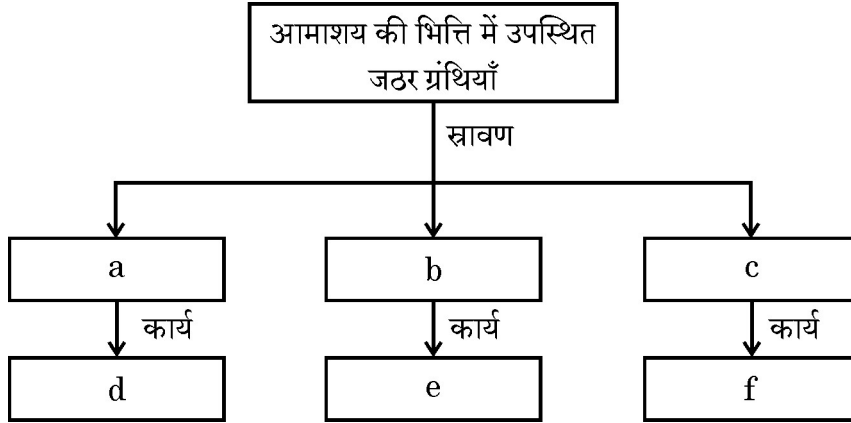 आमाशय की भित्ति में उपस्थित
जठर ग्रंथियाँ
स्रावण
a
b
c
कार्य
कार्य
कार्य
d
e
f